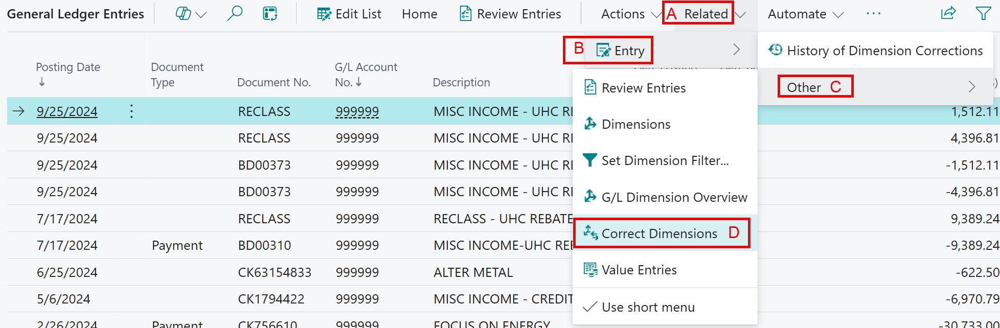 General Ledger Entries Edit List Home Review Entries Actions A Related Automate ...
B Entry History of Dimension Corrections
Posting Date Document Type Document No. G/L Account No. Description
Other C
Review Entries
Dimensions
Set Dimension Filter...
G/L Dimension Overview
Correct Dimensions D
Value Entries
Use short menu
9/25/2024 RECLASS 999999 MISC INCOME - UHC RE 1,512.11
9/25/2024 RECLASS 999999 MISC INCOME - UHC RE 4,396.81
9/25/2024 BD00373 999999 MISC INCOME - UHC RE -1,512.11
9/25/2024 BD00373 999999 MISC INCOME - UHC RE -4,396.81
7/17/2024 RECLASS 999999 RECLASS - UHC REBATE 9,389.24
7/17/2024 Payment BD00310 999999 MISC INCOME-UHC REB -9,389.24
6/25/2024 CK63154833 999999 ALTER METAL -622.50
5/6/2024 CK1794422 999999 MISC INCOME - CREDIT -6,970.79
2/26/2024 Payment CK756610 999999 FOCUS ON ENERGY -30,733.00